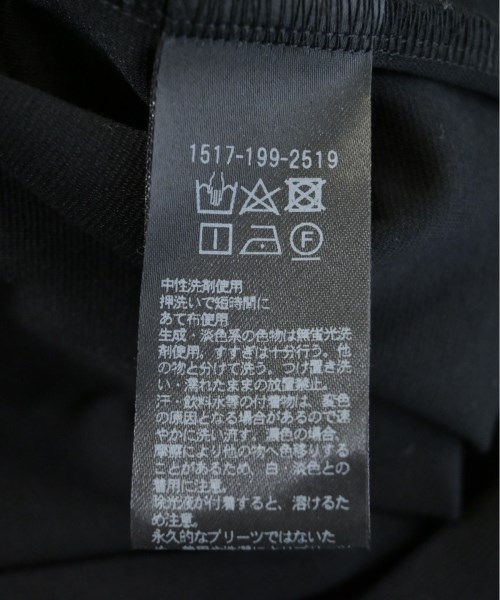 1517-199-2519
F
中性洗剤使用
押洗いで短時間に
あて布使用
生成・淡色系の色物は無蛍光洗
剤使用。すすぎは十分行う。他
の物と分けて洗う。つけ置き洗
い・濡れたままの放置禁止。
汗・飲料水等の付着物は、変色
の原因となる場合があるので速
やかに洗い流す。濃色の場合、
摩擦により他の物へ色移りする
ことがあるため、白・淡色との
着用に注意。
除光液が付着すると、溶けるた
め注意。
永久的なプリーツではないた